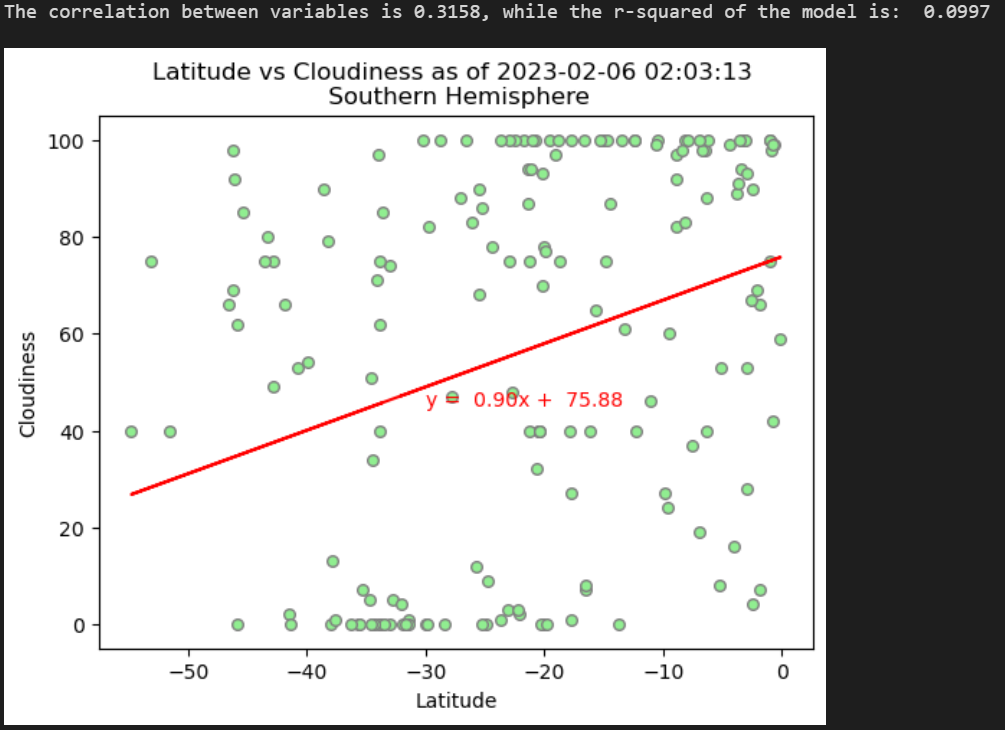 The correlation between variables is 0.3158, while the r-squared of the model is:  0.0997
Latitude vs Cloudiness as of 2023-02-06 02:03:13
Southern Hemisphere
100
80
60
40
20
0
Cloudiness
y =  0.90x +  75.88
−50
−40
−30
−20
−10
0
Latitude